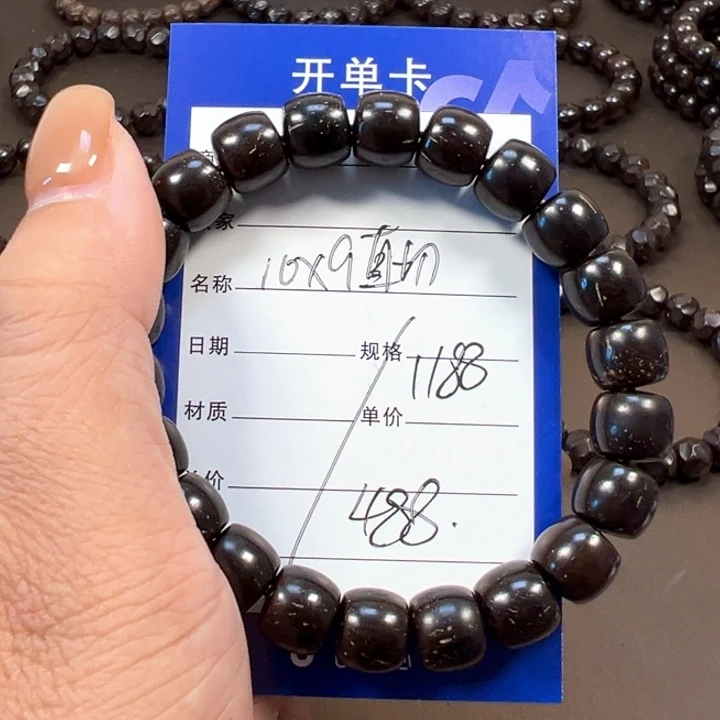 开单卡
家
名称 10X9直切
日期 规格 1188
材质 单价
价 488.